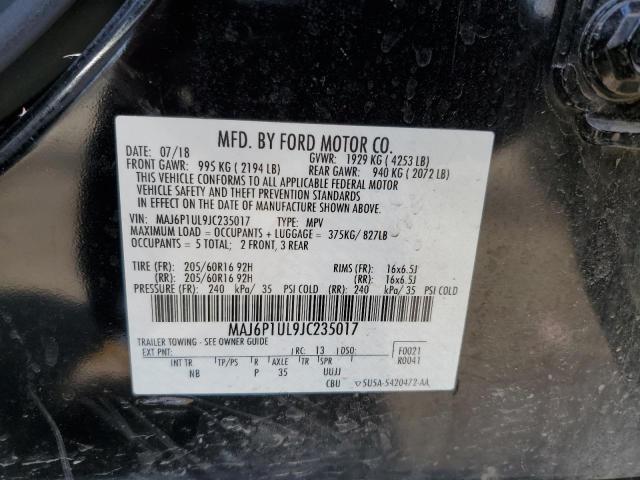 MFD. BY FORD MOTOR CO.
DATE: 07/18 GVWR: 1929 KG ( 4253 LB)
FRONT GAWR: 995 KG ( 2194 LB) REAR GAWR: 940 KG ( 2072 LB)
THIS VEHICLE CONFORMS TO ALL APPLICABLE FEDERAL MOTOR
VEHICLE SAFETY AND THEFT PREVENTION STANDARDS IN EFFECT
ON THE DATE OF MANUFACTURE SHOWN ABOVE.
VIN: MAJ6P1UL9JC235017 TYPE: MPV
MAXIMUM LOAD = OCCUPANTS + LUGGAGE = 375KG/ 827LB
OCCUPANTS = 5 TOTAL; 2 FRONT, 3 REAR
TIRE (FR): 205/60R16 92H RIMS (FR): 16x6.5J
(RR): 205/60R16 92H (RR): 16x6.5J
PRESSURE (FR): 240 kPa/ 35 PSI COLD (RR): 240 kPa/ 35 PSI COLD
MAJ6P1UL9JC235017
TRAILER TOWING - SEE OWNER GUIDE
EXT PNT: RC: 13 DSO: F0021
R0041
INT TR TP/PS R AXLE TR SPR
NB P 35 UUJJ
CBU 5U5A-5420472-AA